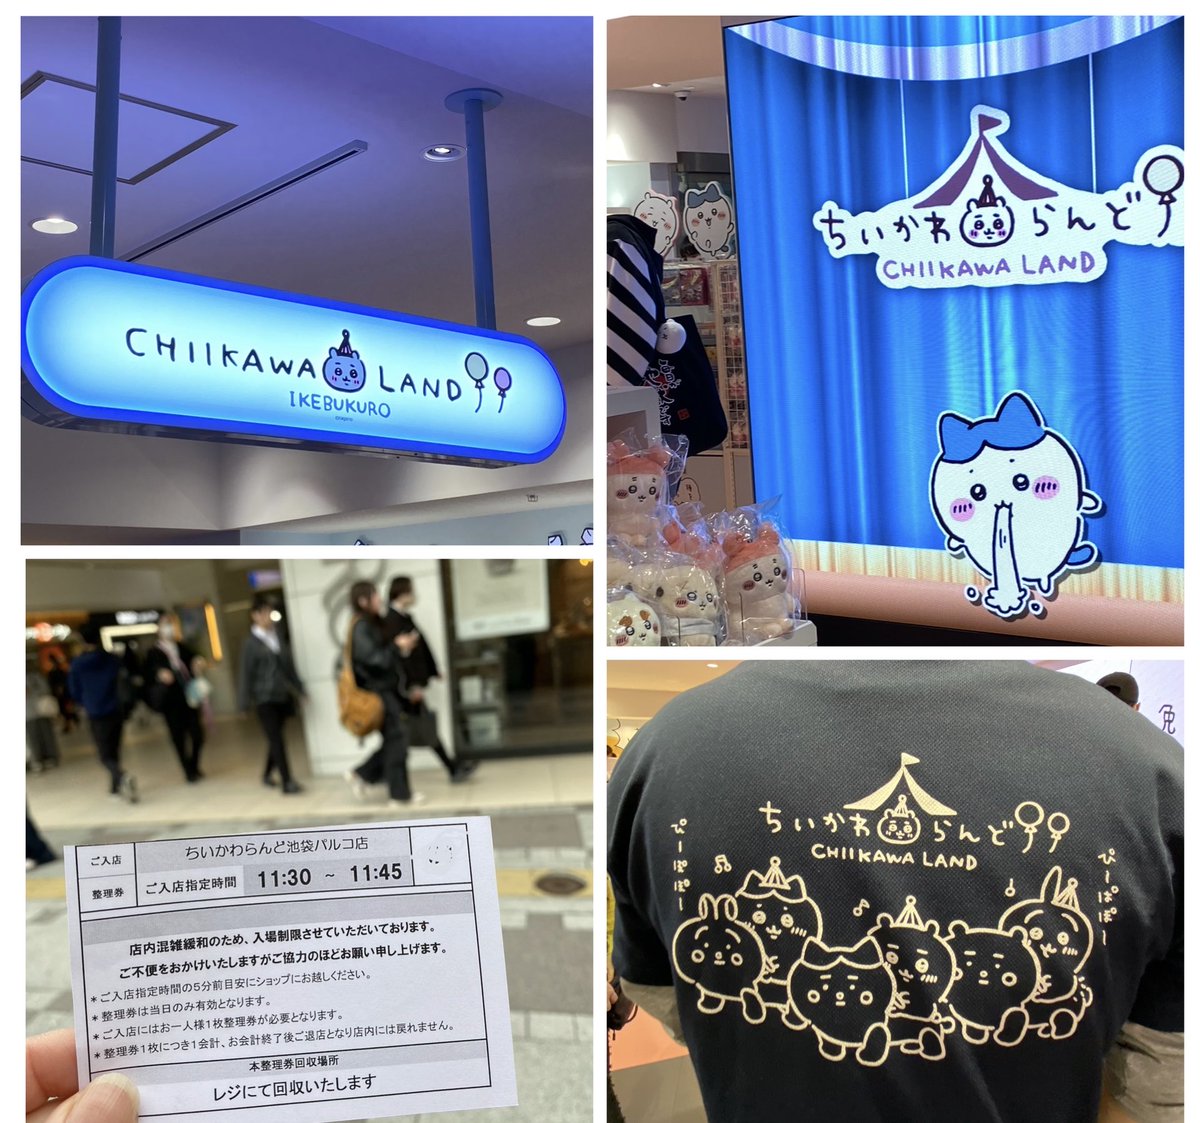 CHIIKAWA LAND
IKEBUKURO
ちいかわらんど
CHIIKAWA LAND
ご入店
整理券
ちいかわらんど池袋パルコ店
ご入店指定時間
11:30 ~ 11:45
店内混雑緩和のため、入場制限させていただいております。
ご不便をおかけいたしますがご協力のほどお願い申し上げます。
*ご入店指定時間の5分前目安にショップにお越しください。
*整理券は当日のみ有効となります。
*ご入店にはお一人様1枚整理券が必要となります。
*整理券1枚につき1会計、お会計終了後ご退店となり店内には戻れません。
本整理券回収場所
レジにて回収いたします
免
ちいかわらんど
CHIIKAWA LAND
ぴーぽぽぽー
ぴーぽぱぽー